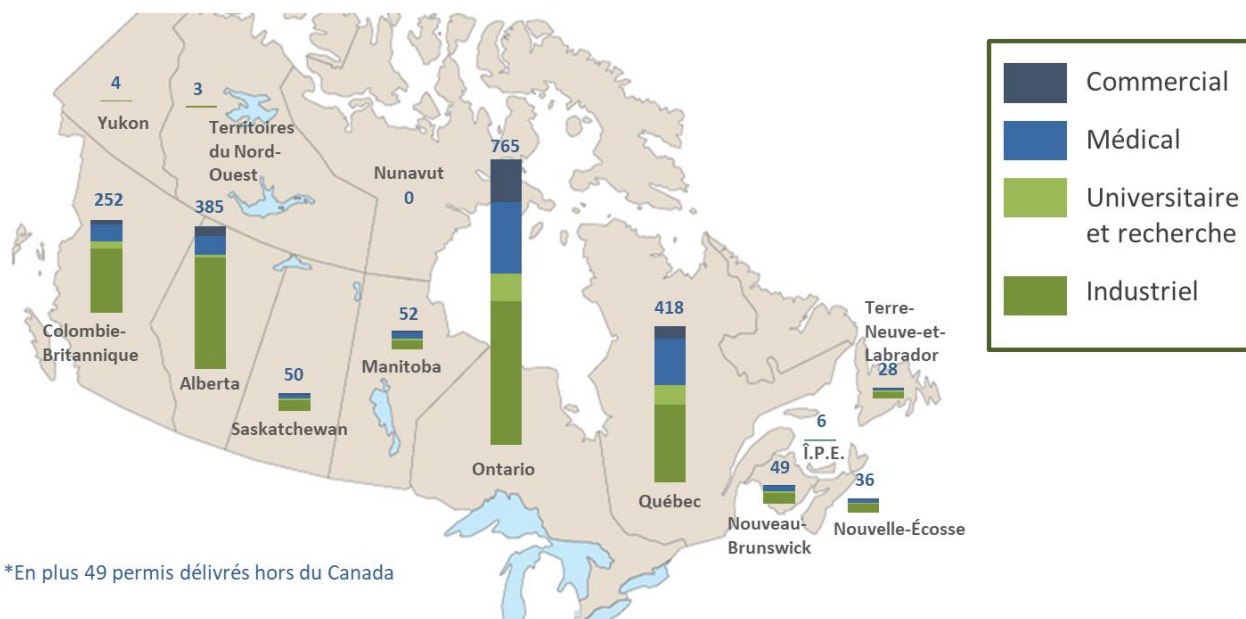 4
Yukon
3
Territoires
du Nord-
Ouest
Nunavut
0
765
252
Colombie-
Britannique
385
Alberta
50
Saskatchewan
52
Manitoba
Ontario
418
Québec
Terre-
Neuve-et-
Labrador
28
6
Î.P.E.
49
Nouveau-
Brunswick
36
Nouvelle-Écosse
*En plus 49 permis délivrés hors du Canada
Commercial
Médical
Universitaire
et recherche
Industriel